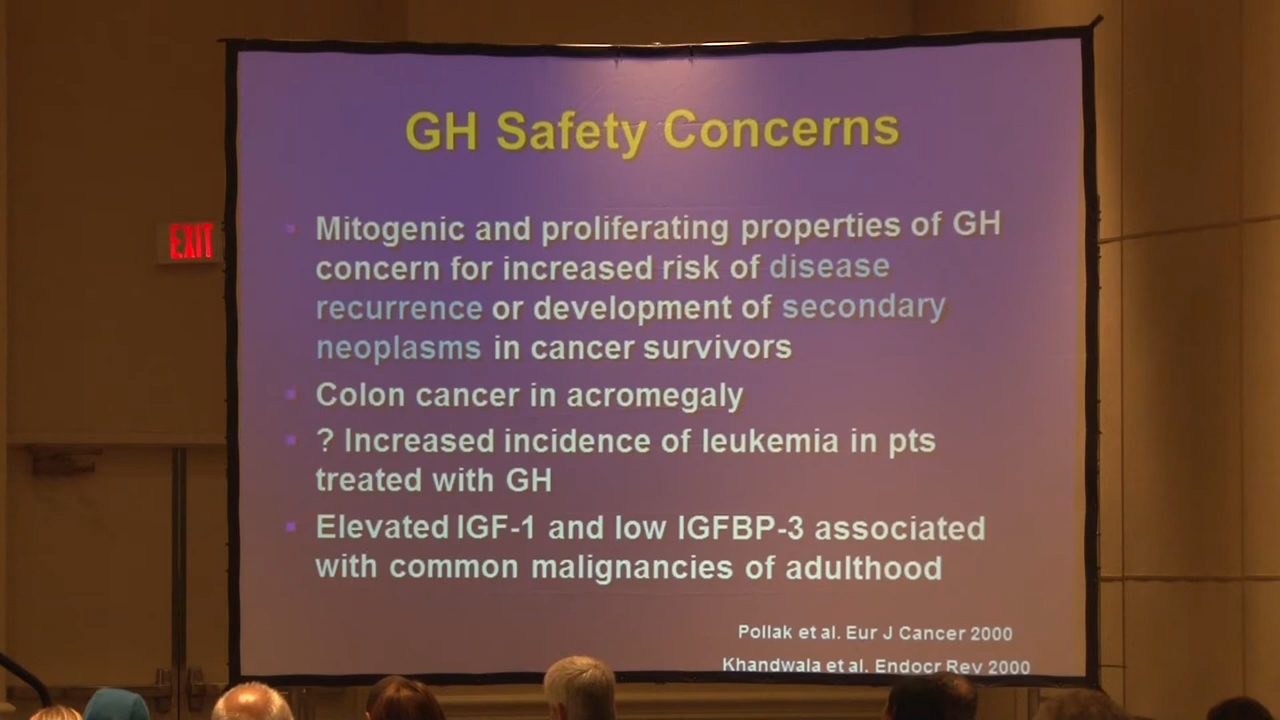 GH Safety Concerns
EXIT
Mitogenic and proliferating properties of GH
concern for increased risk of disease
recurrence or development of secondary
neoplasms in cancer survivors
Colon cancer in acromegaly
? Increased incidence of leukemia in pts
treated with GH
Elevated IGF-1 and low IGFBP-3 associated
with common malignancies of adulthood
Pollak et al. Eur J Cancer 2000
Khandwala et al. Endocr Rev 2000